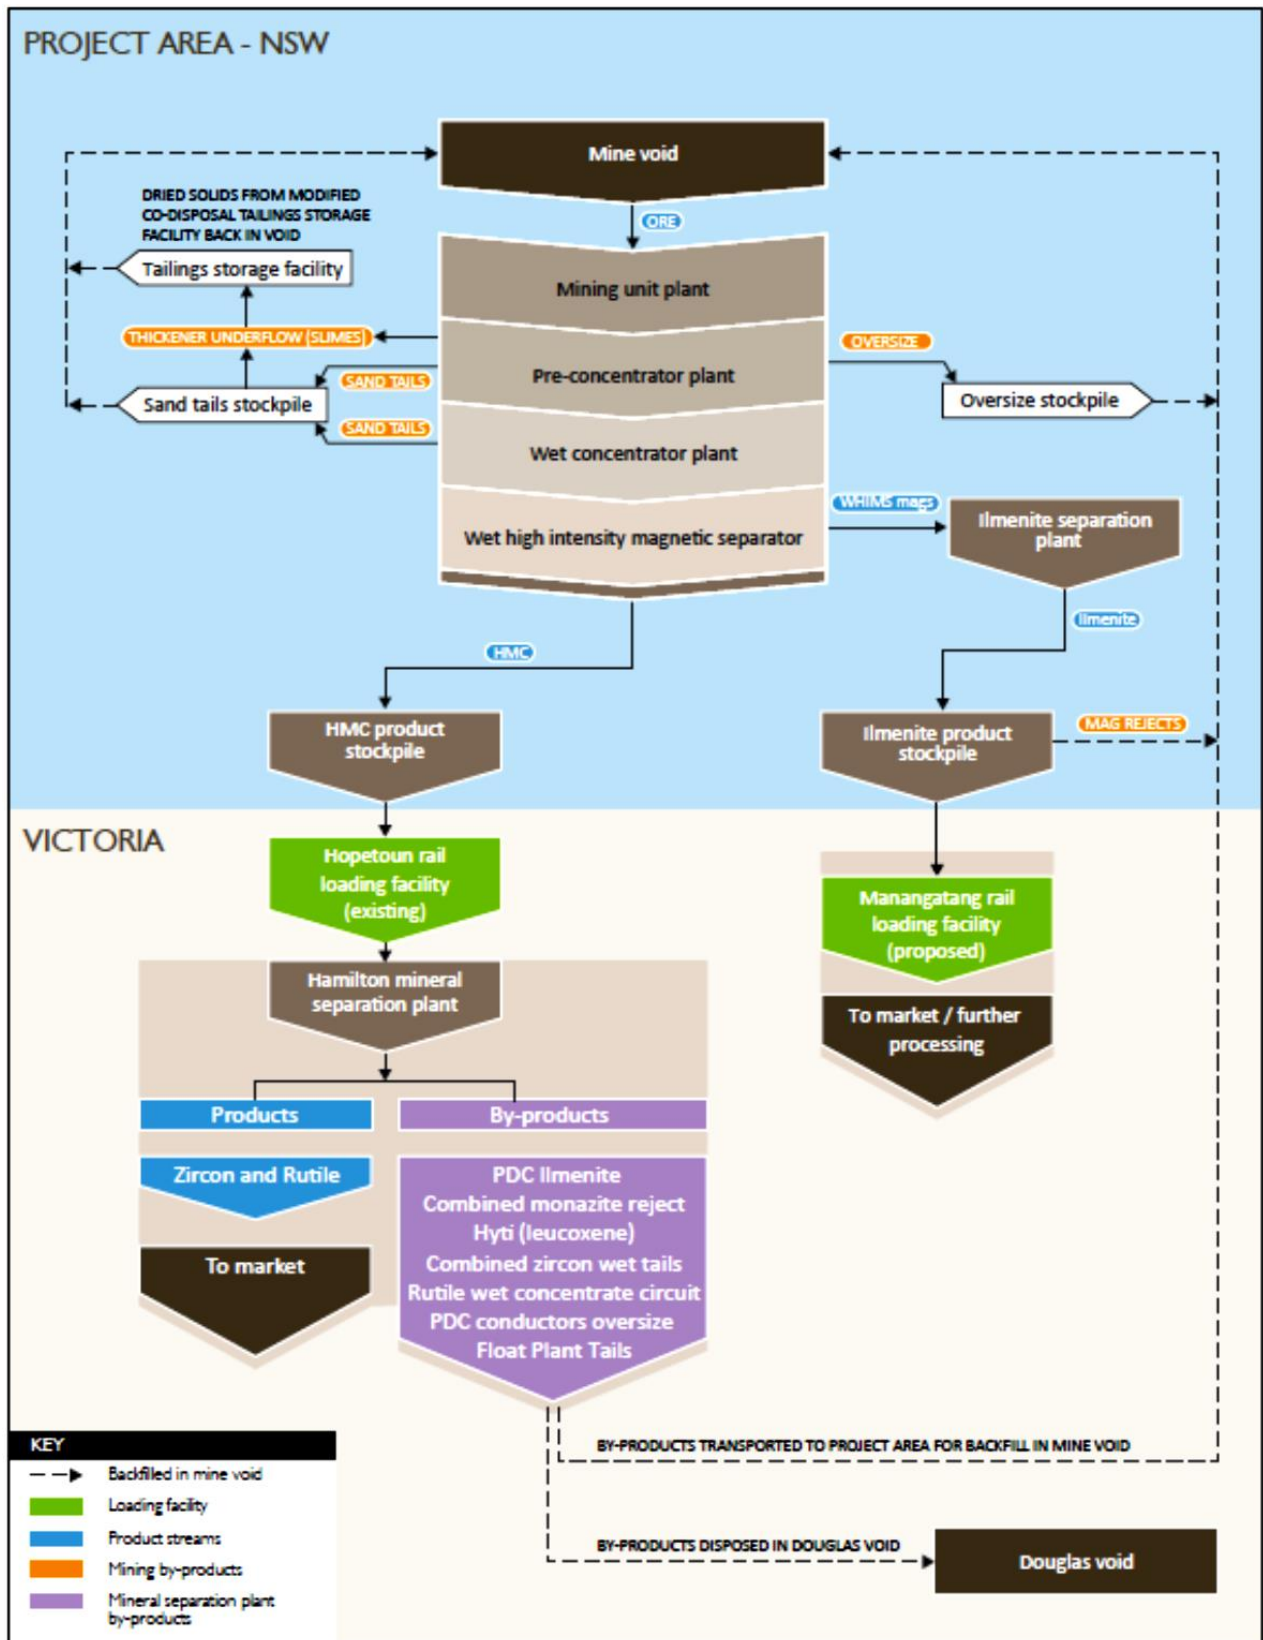 PROJECT AREA - NSW
Mine void
DRIED SOLIDS FROM MODIFIED
CO-DISPOSAL TAILINGS STORAGE
FACILITY BACK IN VOID
ORE
Tailings storage facility
Mining unit plant
THICKENER UNDERFLOW (SLIMES)
OVERSIZE
SAND TAILS
Pre-concentrator plant
Sand tails stockpile
Oversize stockpile
SAND TAILS
Wet concentrator plant
WHIMS mags
Ilmenite separation
plant
Wet high intensity magnetic separator
Ilmenite
HMC
HMC product
stockpile
Ilmenite product
stockpile
MAG REJECTS
VICTORIA
Hopetoun rail
loading facility
(existing)
Manangatang rail
loading facility
(proposed)
Hamilton mineral
separation plant
To market / further
processing
Products
By-products
Zircon and Rutile
PDC Ilmenite
Combined monazite reject
Hyti (leucoxene)
Combined zircon wet tails
Rutile wet concentrate circuit
PDC conductors oversize
Float Plant Tails
To market
BY-PRODUCTS TRANSPORTED TO PROJECT AREA FOR BACKFILL IN MINE VOID
BY-PRODUCTS DISPOSED IN DOUGLAS VOID
Douglas void
KEY
Backfilled in mine void
Loading facility
Product streams
Mining by-products
Mineral separation plant
by-products